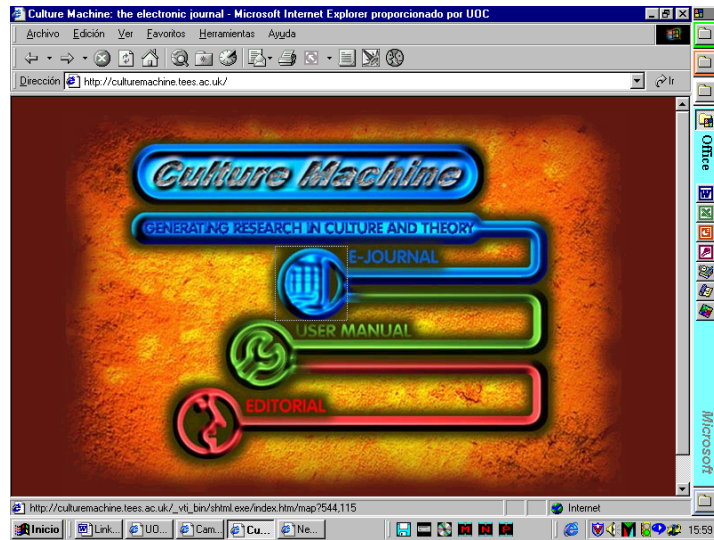 Culture Machine: the electronic journal - Microsoft Internet Explorer proporcionado por UOC
Archivo Edición Ver Favoritos Herramientas Ayuda
Dirección http://culturemachine.tees.ac.uk/ Ir
Culture Machine
GENERATING RESEARCH IN CULTURE AND THEORY
E-JOURNAL
USER MANUAL
EDITORIAL
Office
Microsoft
http://culturemachine.tees.ac.uk/_vti_bin/shtml.exe/index.htm/map?544,115 Internet
Inicio Link... UO... Cam... Cu... Ne... 15:59